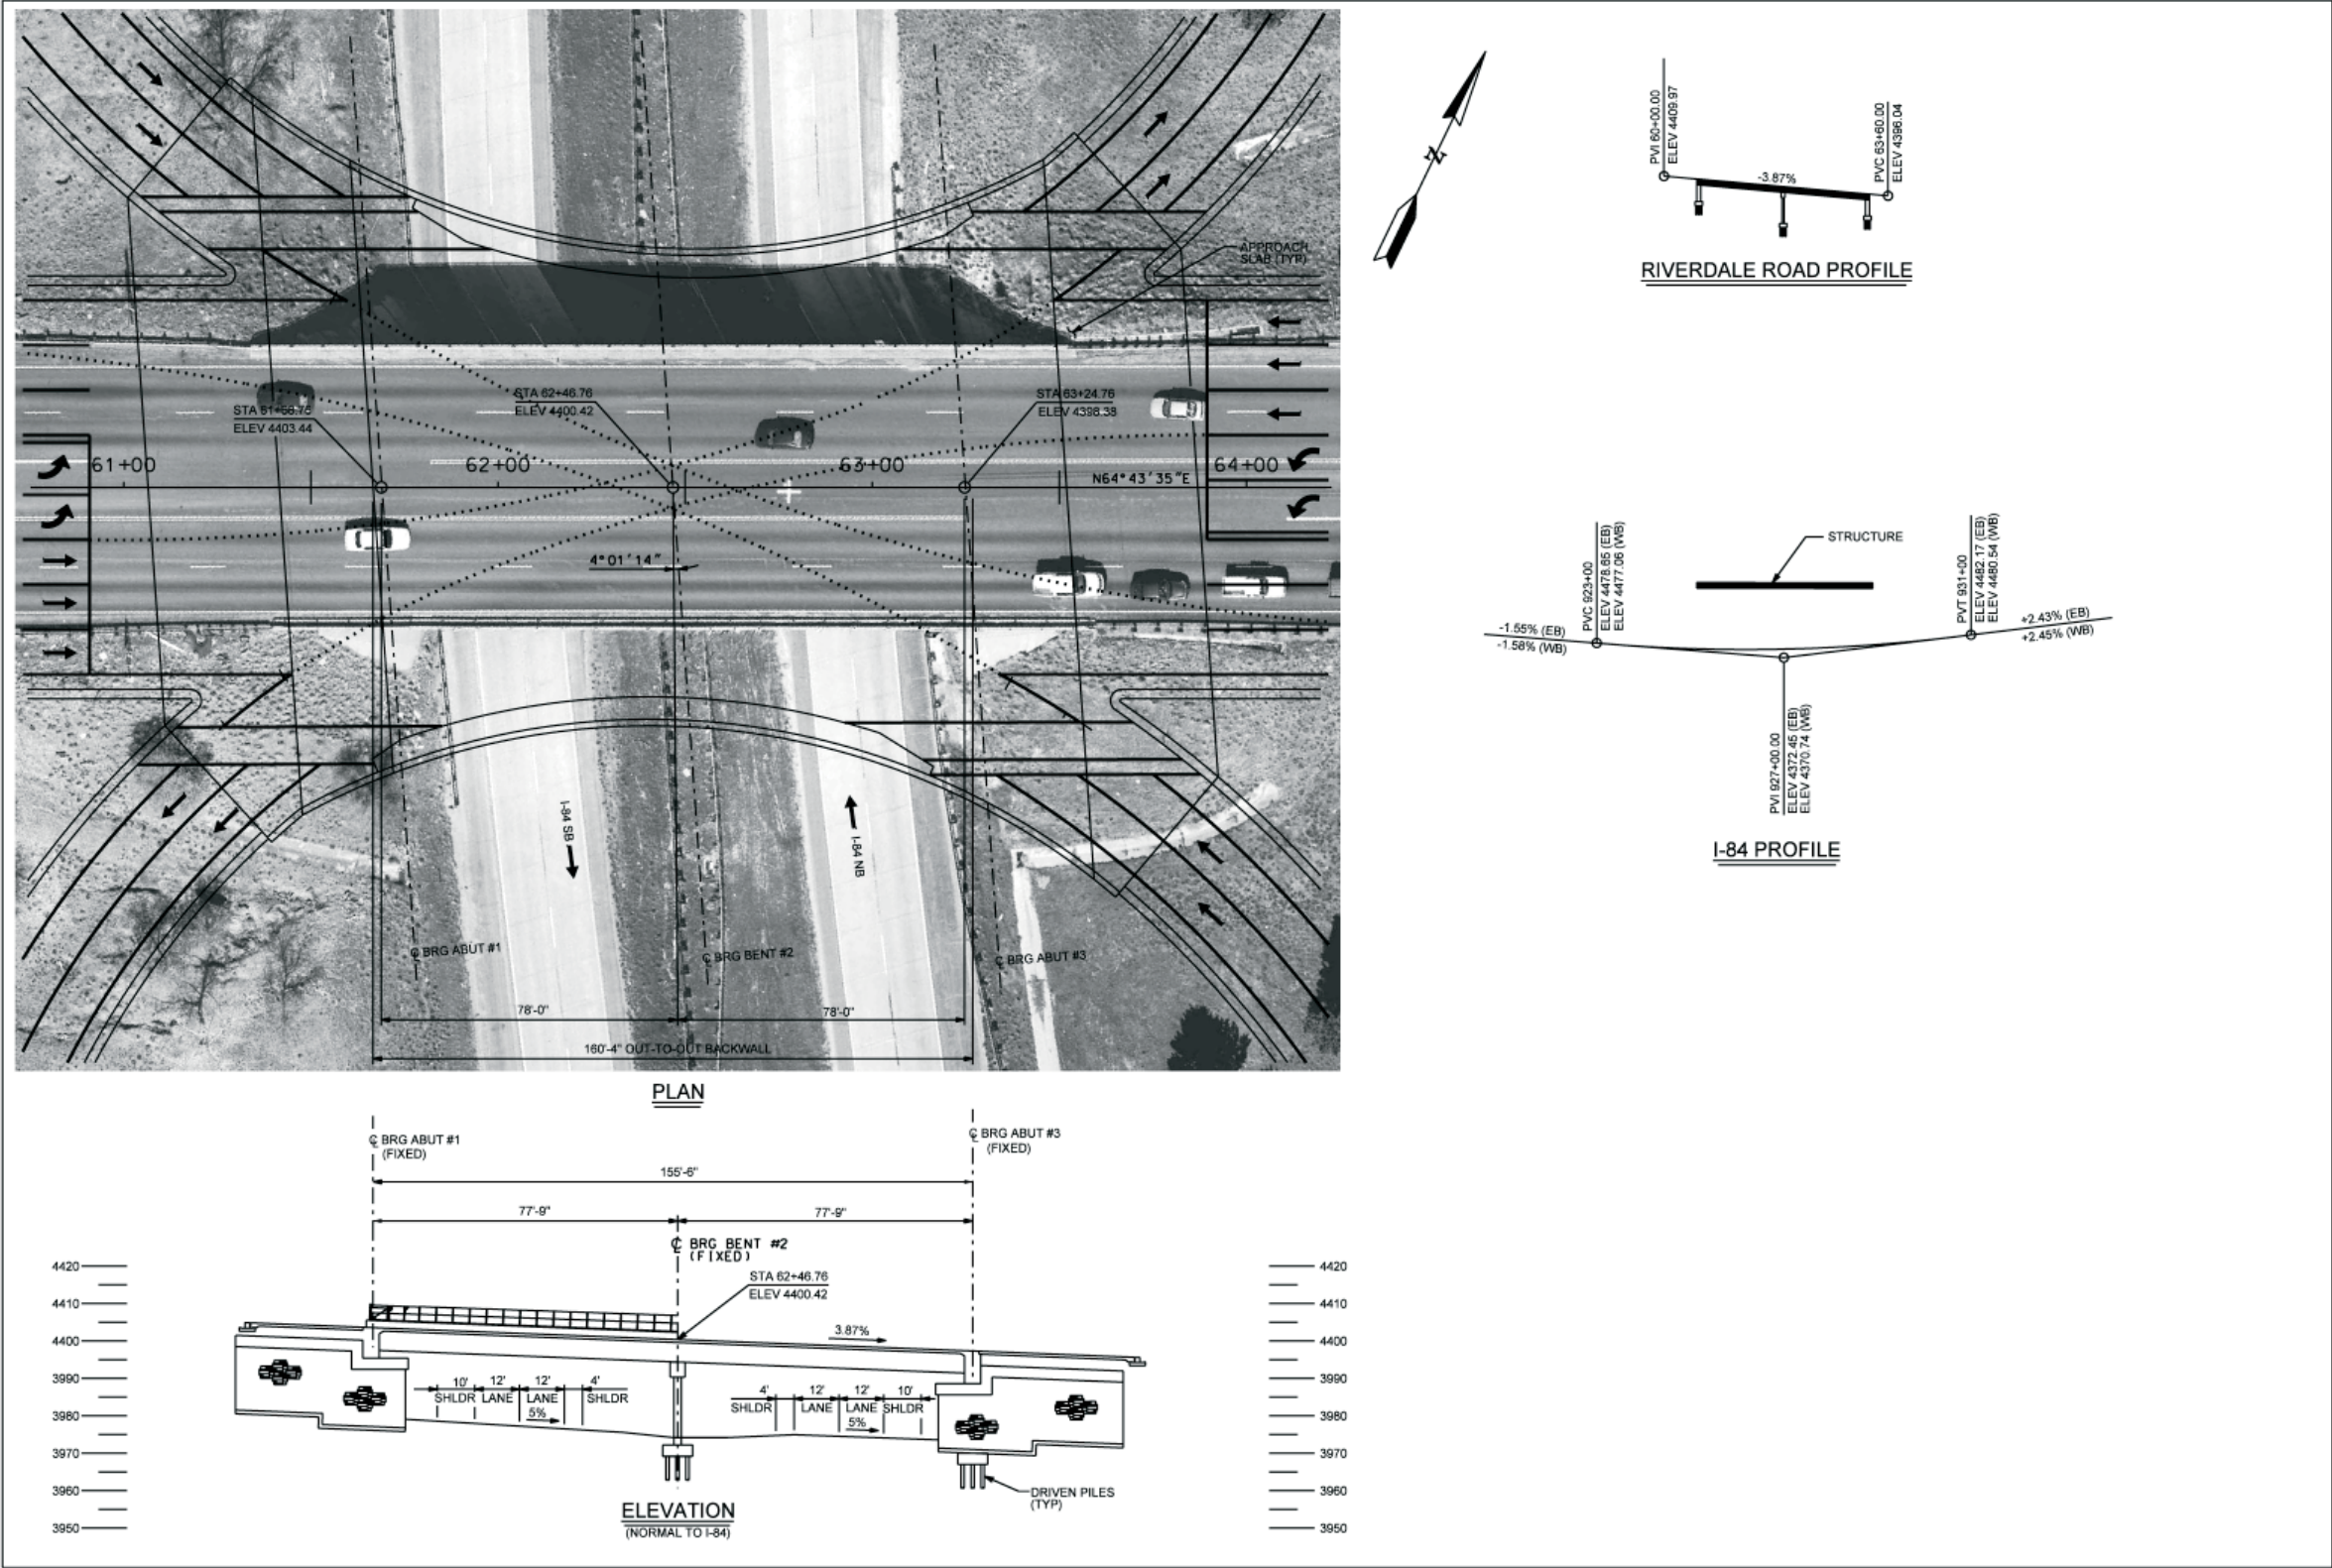 APPROACH
SLAB (TYP)
STA 62+46.76
ELEV 4400.42
STA 63+24.76
ELEV 4398.38
ELEV 4403.44
61+00
62+00
63+00
64+00
N64°43'35"E
4°01'14"
I-84 SB
I-84 NB
℄ BRG ABUT #1
℄ BRG BENT #2
℄ BRG ABUT #3
78'-0"
78'-0"
160'-4" OUT-TO-OUT BACKWALL
PLAN
N
PVI 60+00.00
ELEV 4409.97
PVC 63+60.00
ELEV 4396.04
-3.87%
RIVERDALE ROAD PROFILE
STRUCTURE
PVC 923+00
ELEV 4478.65 (EB)
ELEV 4477.06 (WB)
PVT 931+00
ELEV 4482.17 (EB)
ELEV 4480.54 (WB)
-1.55% (EB)
-1.58% (WB)
+2.43% (EB)
+2.45% (WB)
PVI 927+00.00
ELEV 4372.45 (EB)
ELEV 4370.74 (WB)
I-84 PROFILE
℄ BRG ABUT #1
(FIXED)
℄ BRG ABUT #3
(FIXED)
155'-6"
77'-9"
77'-9"
℄ BRG BENT #2
(FIXED)
STA 62+46.76
ELEV 4400.42
3.87%
4420
4410
4400
3990
3980
3970
3960
3950
10' 12' 12' 4'
SHLDR LANE LANE SHLDR
5%
4' 12' 12' 10'
SHLDR LANE LANE SHLDR
5%
4420
4410
4400
3990
3980
3970
3960
3950
DRIVEN PILES
(TYP)
ELEVATION
(NORMAL TO I-84)